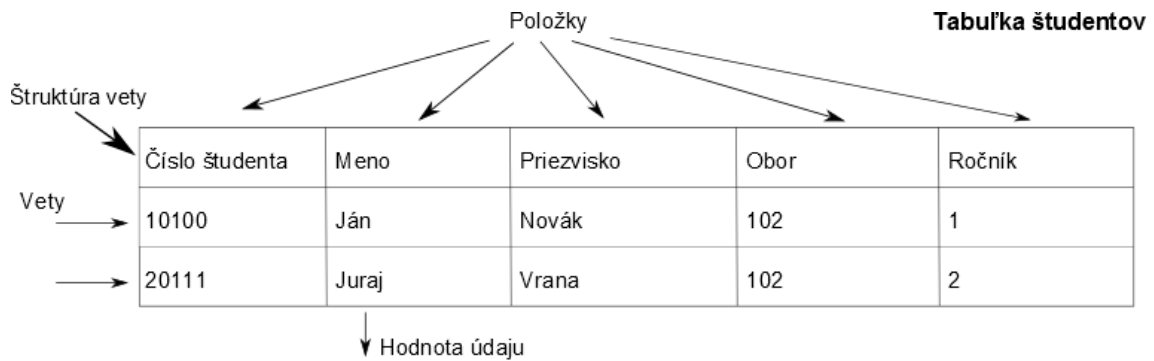 Položky
Tabuľka študentov
Štruktúra vety
Číslo študenta Meno Priezvisko Obor Ročník
Vety
10100 Ján Novák 102 1
20111 Juraj Vrana 102 2
Hodnota údaju